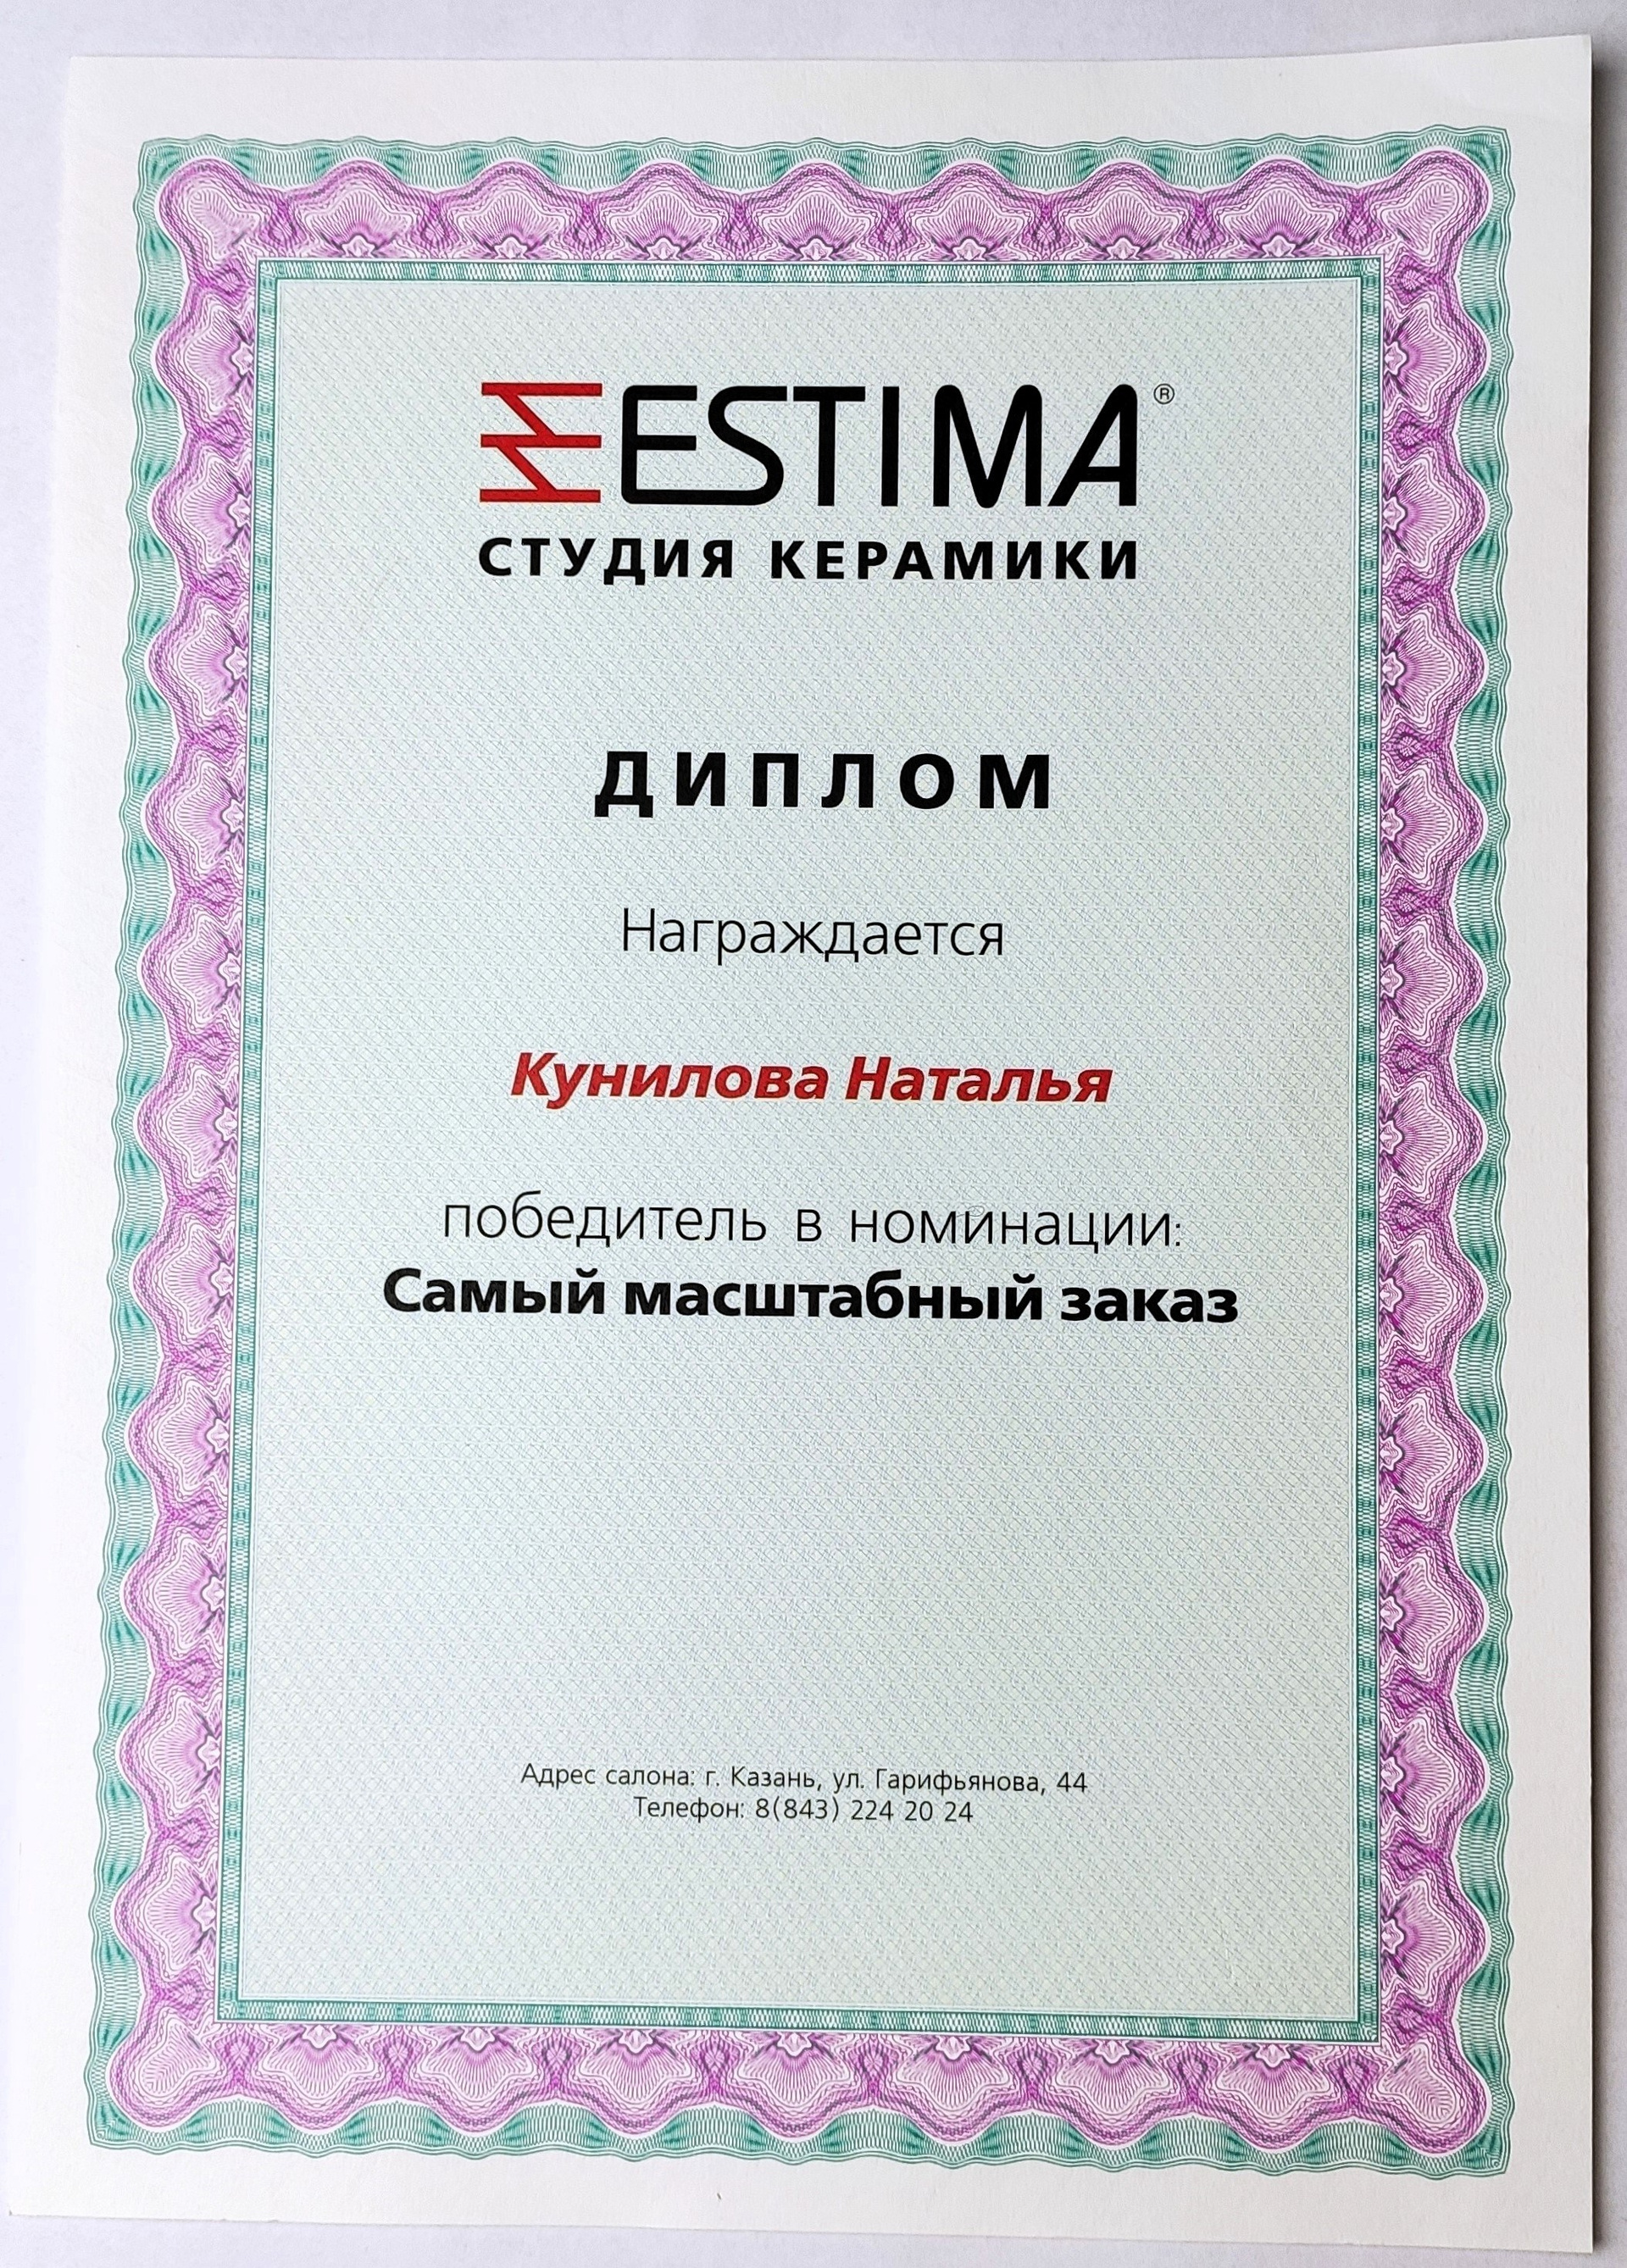 ESTIMA®
СТУДИЯ КЕРАМИКИ
ДИПЛОМ
Награждается
Кунилова Наталья
победитель в номинации:
Самый масштабный заказ
Адрес салона: г. Казань, ул. Гарифьянова, 44
Телефон: 8(843) 224 20 24